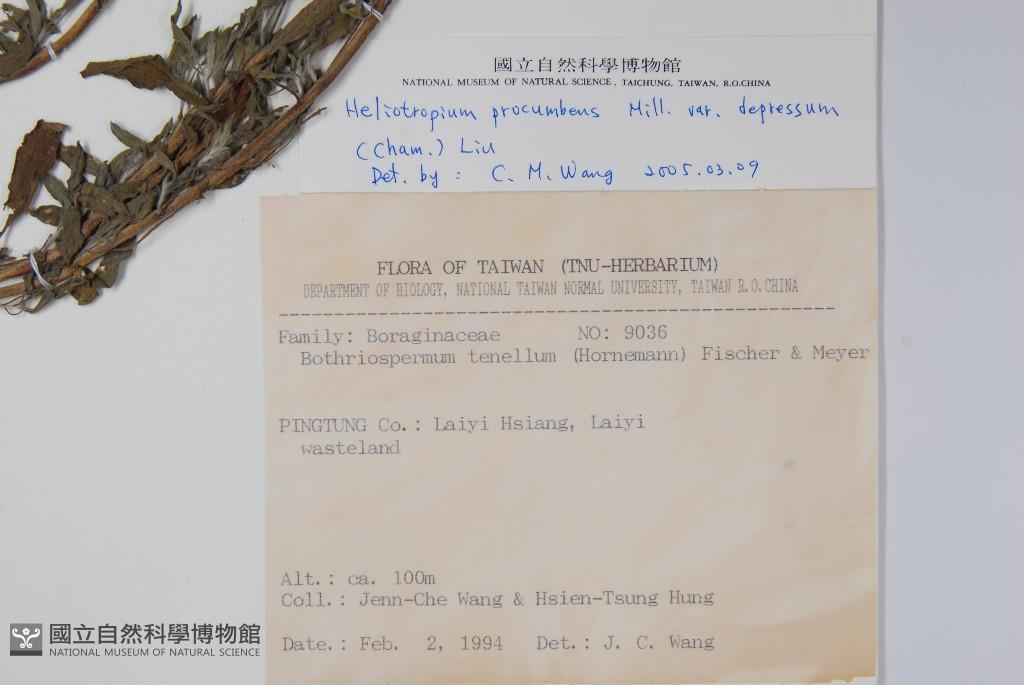 國立自然科學博物館
NATIONAL MUSEUM OF NATURAL SCIENCE, TAICHUNG, TAIWAN, R.O.CHINA
Heliotropium procumbens Mill. var. depressum
(Cham.) Liu
Det. by : C. M. Wang 2005.03.09
FLORA OF TAIWAN (TNU-HERBARIUM)
DEPARTMENT OF BIOLOGY, NATIONAL TAIWAN NORMAL UNIVERSITY, TAIWAN R.O.CHINA
Family: Boraginaceae NO: 9036
Bothriospermum tenellum (Hornemann) Fischer & Meyer
PINGTUNG Co.: Laiyi Hsiang, Laiyi
wasteland
Alt.: ca. 100m
Coll.: Jenn-Che Wang & Hsien-Tsung Hung
Date.: Feb. 2, 1994 Det.: J. C. Wang
國立自然科學博物館
NATIONAL MUSEUM OF NATURAL SCIENCE